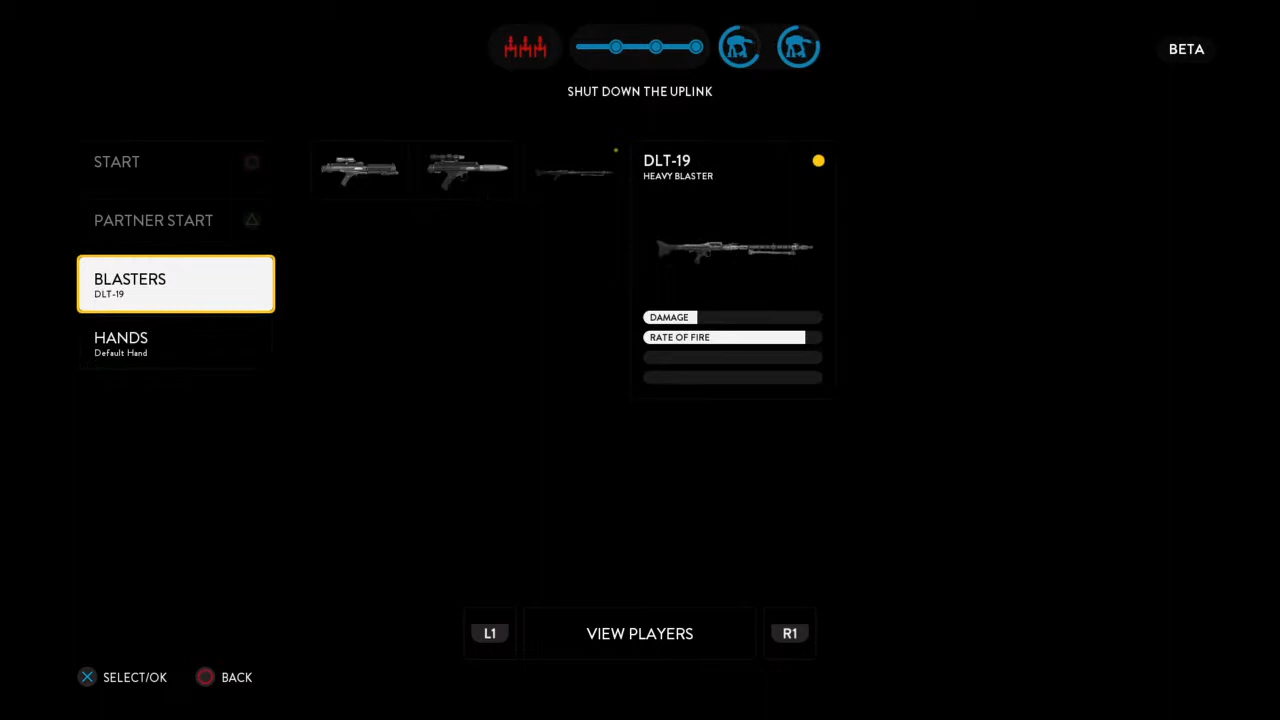 BETA
SHUT DOWN THE UPLINK
START
PARTNER START
BLASTERS
DLT-19
HANDS
Default Hand
DLT-19
HEAVY BLASTER
DAMAGE
RATE OF FIRE
L1
VIEW PLAYERS
R1
SELECT/OK
BACK